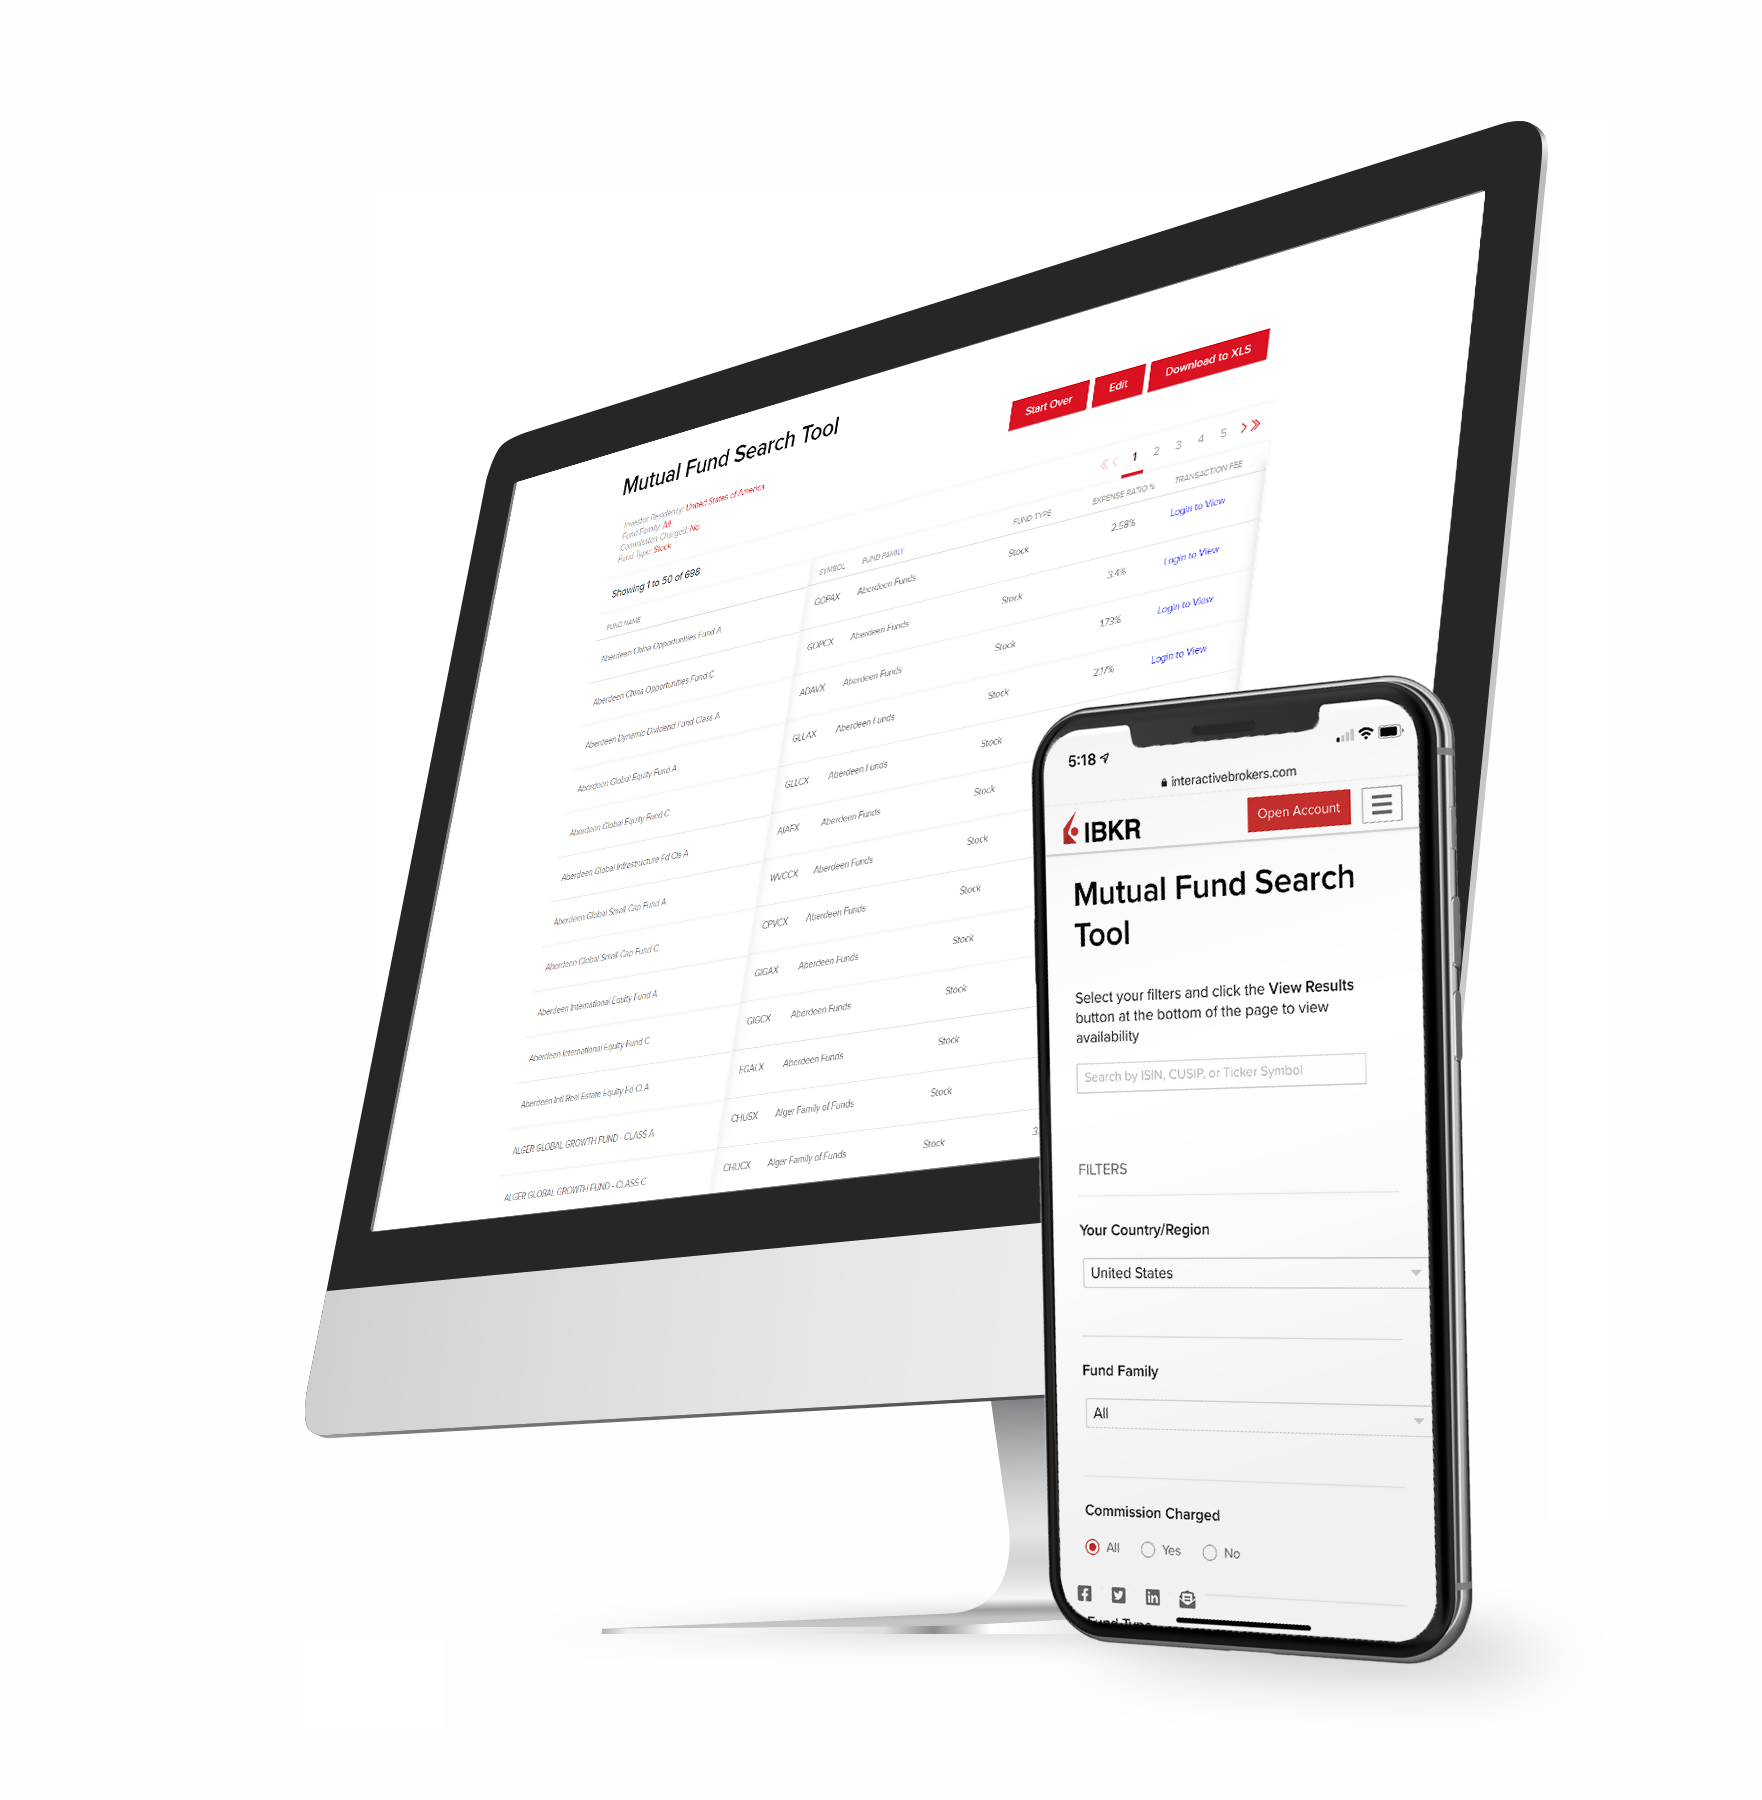 Mutual Fund Search Tool
Start Over
Edit
Download to XLS
Investor Residency: United States of America
Fund Family: All
Commission Charged: No
Fund Type: Stock
Showing 1 to 50 of 698
1 2 3 4 5
FUND NAME SYMBOL FUND FAMILY FUND TYPE EXPENSE RATIO % TRANSACTION FEE
Aberdeen China Opportunities Fund A GOPAX Aberdeen Funds Stock 2.58% Login to View
Aberdeen China Opportunities Fund C GOPCX Aberdeen Funds Stock 3.4% Login to View
Aberdeen Dynamic Dividend Fund Class A ADAVX Aberdeen Funds Stock 1.73% Login to View
Aberdeen Global Equity Fund A GLLAX Aberdeen Funds Stock 2.17% Login to View
Aberdeen Global Equity Fund C GLLCX Aberdeen Funds Stock
Aberdeen Global Infrastructure Fd Cls A AIAFX Aberdeen Funds Stock
Aberdeen Global Small Cap Fund A WVCCX Aberdeen Funds Stock
Aberdeen Global Small Cap Fund C CPVCX Aberdeen Funds Stock
Aberdeen International Equity Fund A GIGAX Aberdeen Funds Stock
Aberdeen International Equity Fund C GIGCX Aberdeen Funds Stock
Aberdeen Intl Real Estate Equity Fd Cl A EGALX Aberdeen Funds Stock
ALGER GLOBAL GROWTH FUND - CLASS A CHUSX Alger Family of Funds Stock
ALGER GLOBAL GROWTH FUND - CLASS C CHUCX Alger Family of Funds Stock 3.
5:18
interactivebrokers.com
IBKR
Open Account
Mutual Fund Search
Tool
Select your filters and click the View Results
button at the bottom of the page to view
availability
Search by ISIN, CUSIP, or Ticker Symbol
FILTERS
Your Country/Region
United States
Fund Family
All
Commission Charged
All Yes No
Fund Type